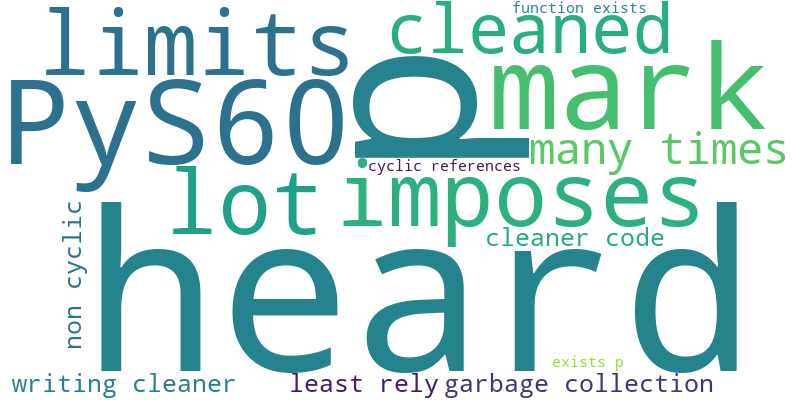 function exists
limits
cleaned
PyS60
p
mark
many times
cyclic references
lot
imposes
cleaner code
non cyclic
heard
exists p
writing cleaner
least rely
garbage collection